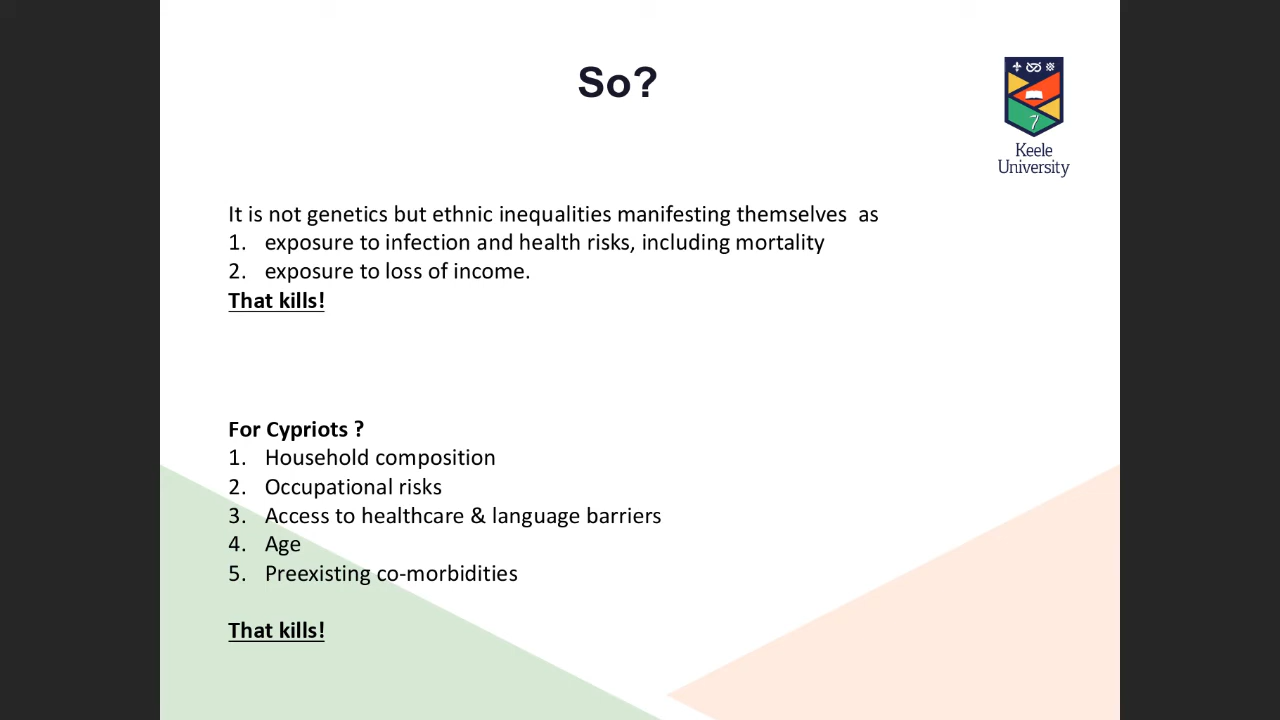 So?
Keele
University
It is not genetics but ethnic inequalities manifesting themselves  as
1. exposure to infection and health risks, including mortality
2. exposure to loss of income.
That kills!
For Cypriots ?
1. Household composition
2. Occupational risks
3. Access to healthcare & language barriers
4. Age
5. Preexisting co-morbidities
That kills!